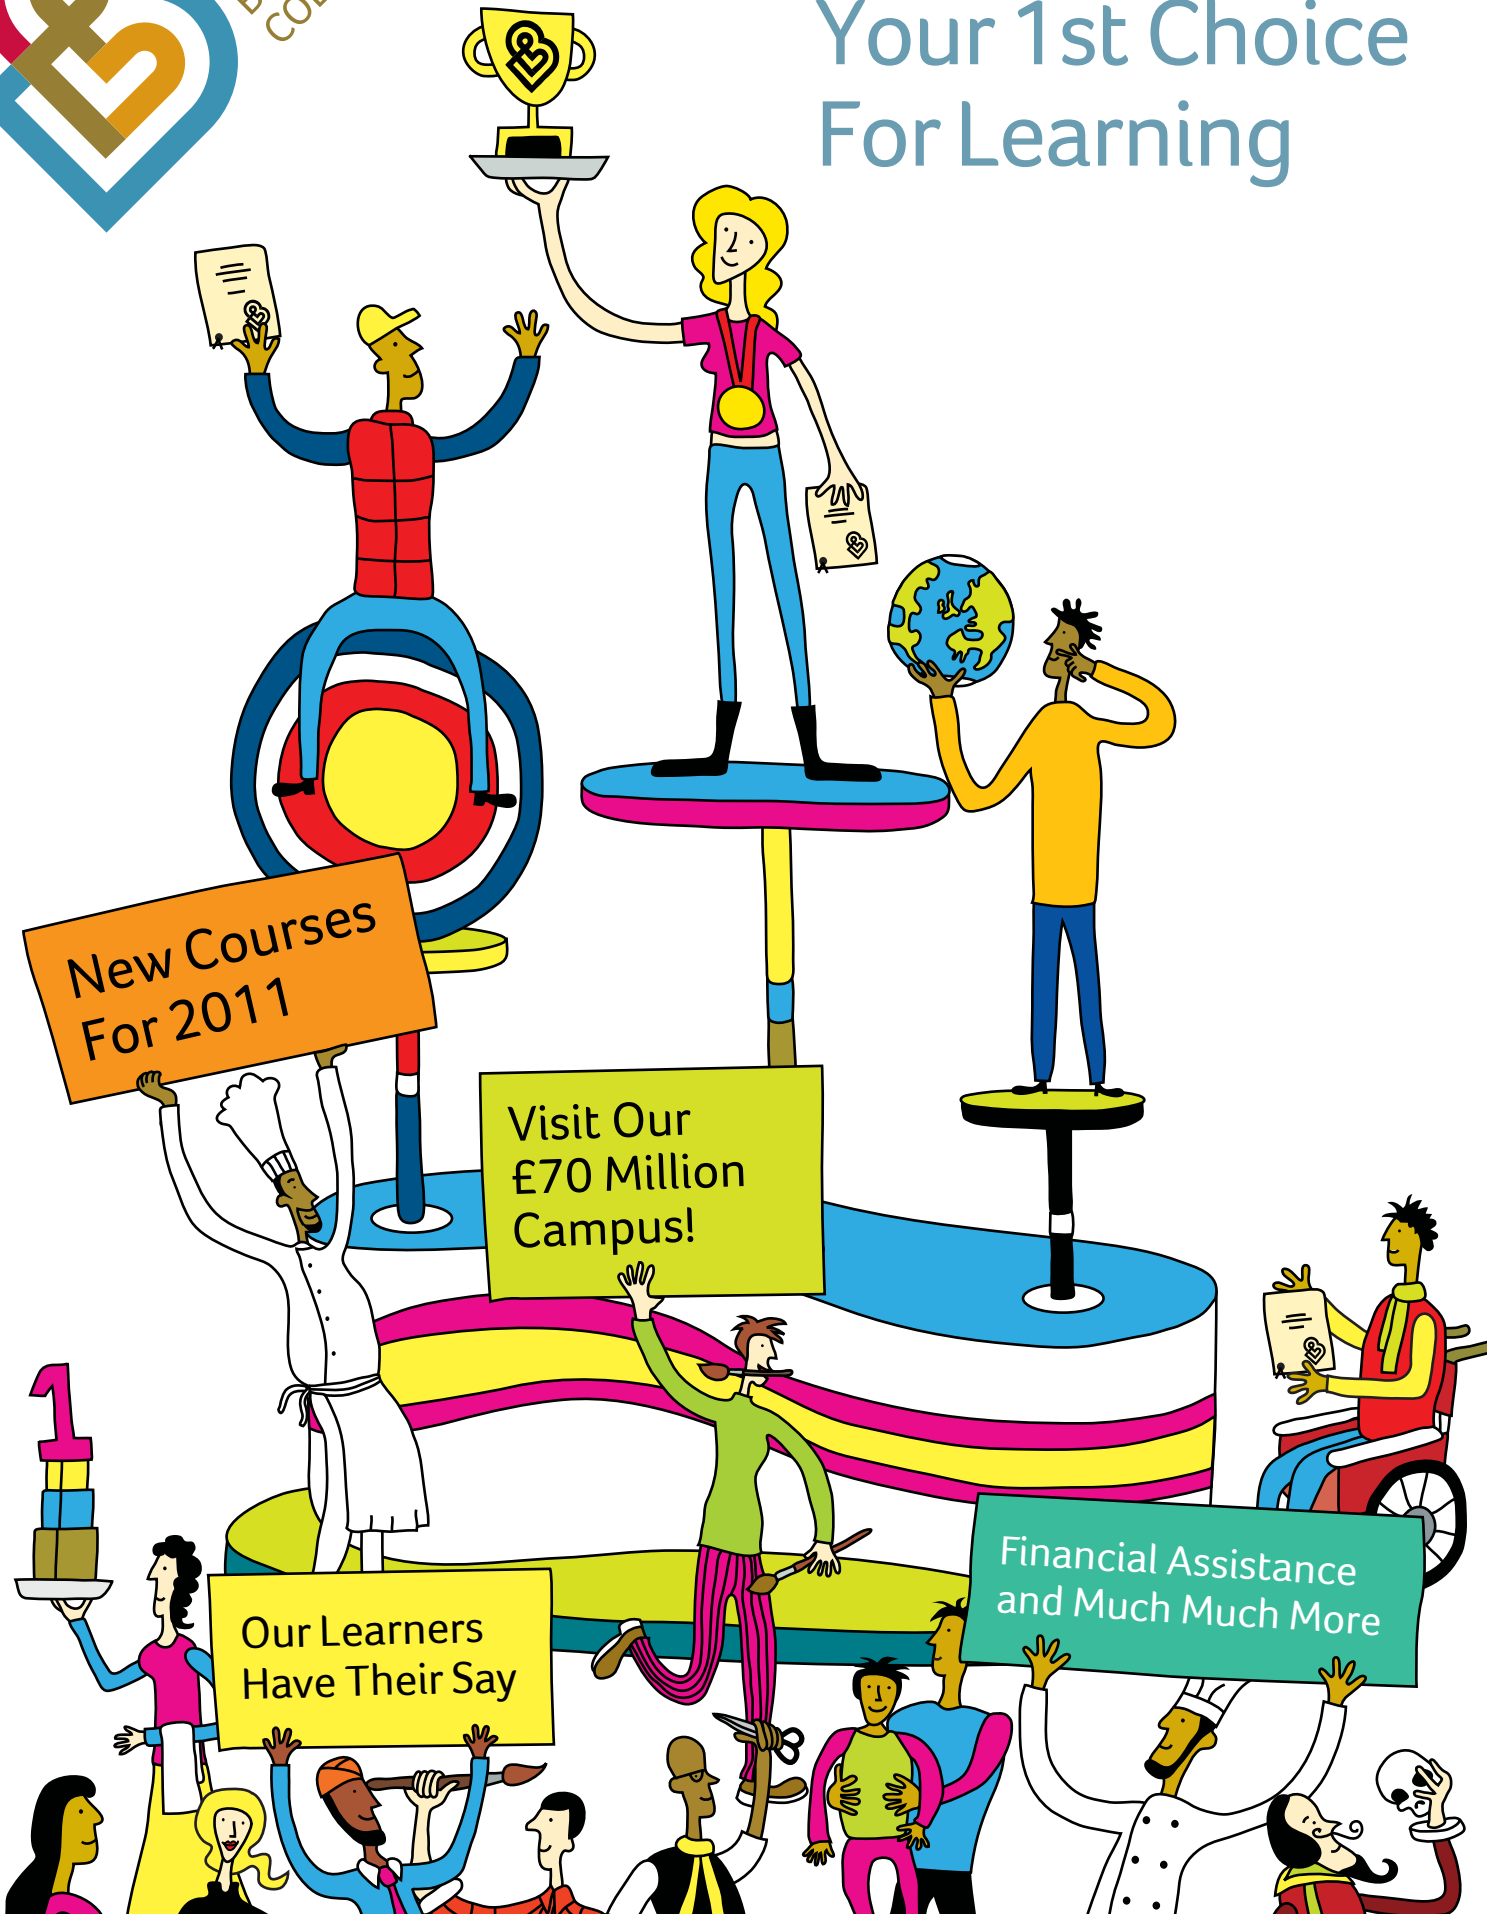 Your 1st Choice
For Learning
New Courses
For 2011
Visit Our
£70 Million
Campus!
1
Our Learners
Have Their Say
Financial Assistance
and Much Much More